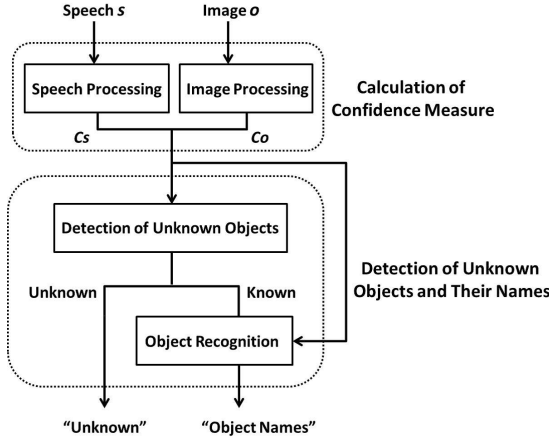 Speech s
Image o
Speech Processing
Image Processing
Calculation of
Confidence Measure
Cs
Co
Detection of Unknown Objects
Unknown
Known
Detection of Unknown
Objects and Their Names
Object Recognition
“Unknown”
“Object Names”